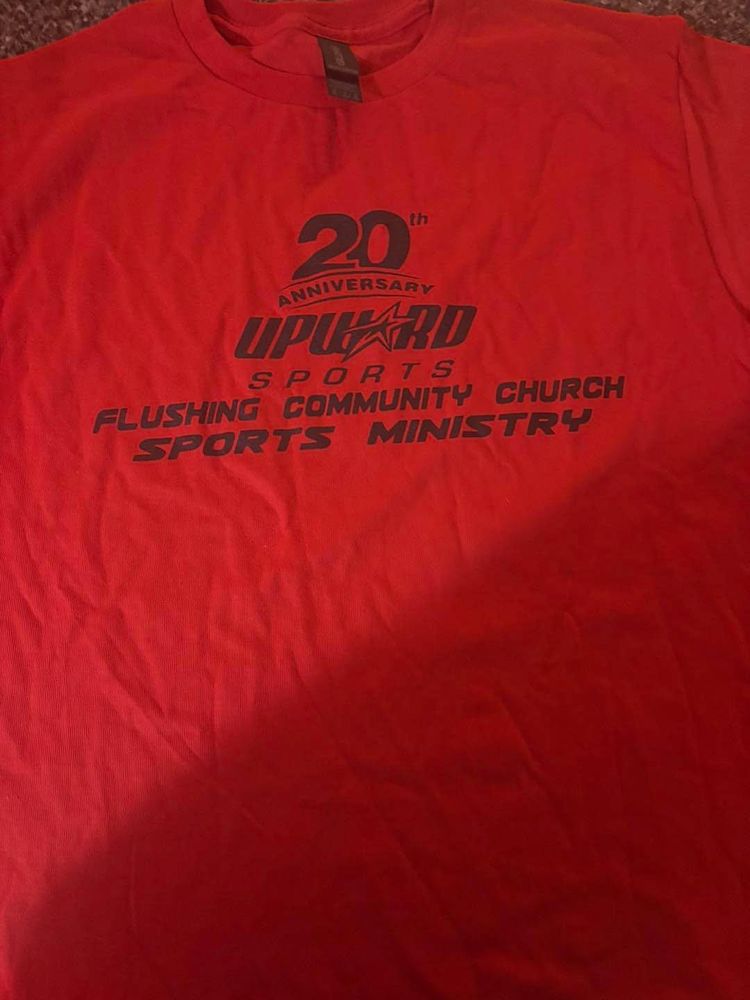 20th
ANNIVERSARY
UPWARD
SPORTS
FLUSHING COMMUNITY CHURCH
SPORTS MINISTRY